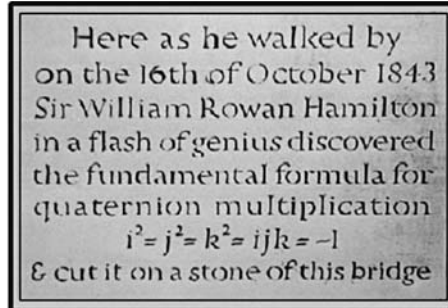 Here as he walked by
on the 16th of October 1843
Sir William Rowan Hamilton
in a flash of genius discovered
the fundamental formula for
quaternion multiplication
i² = j² = k² = ijk = −1
& cut it on a stone of this bridge